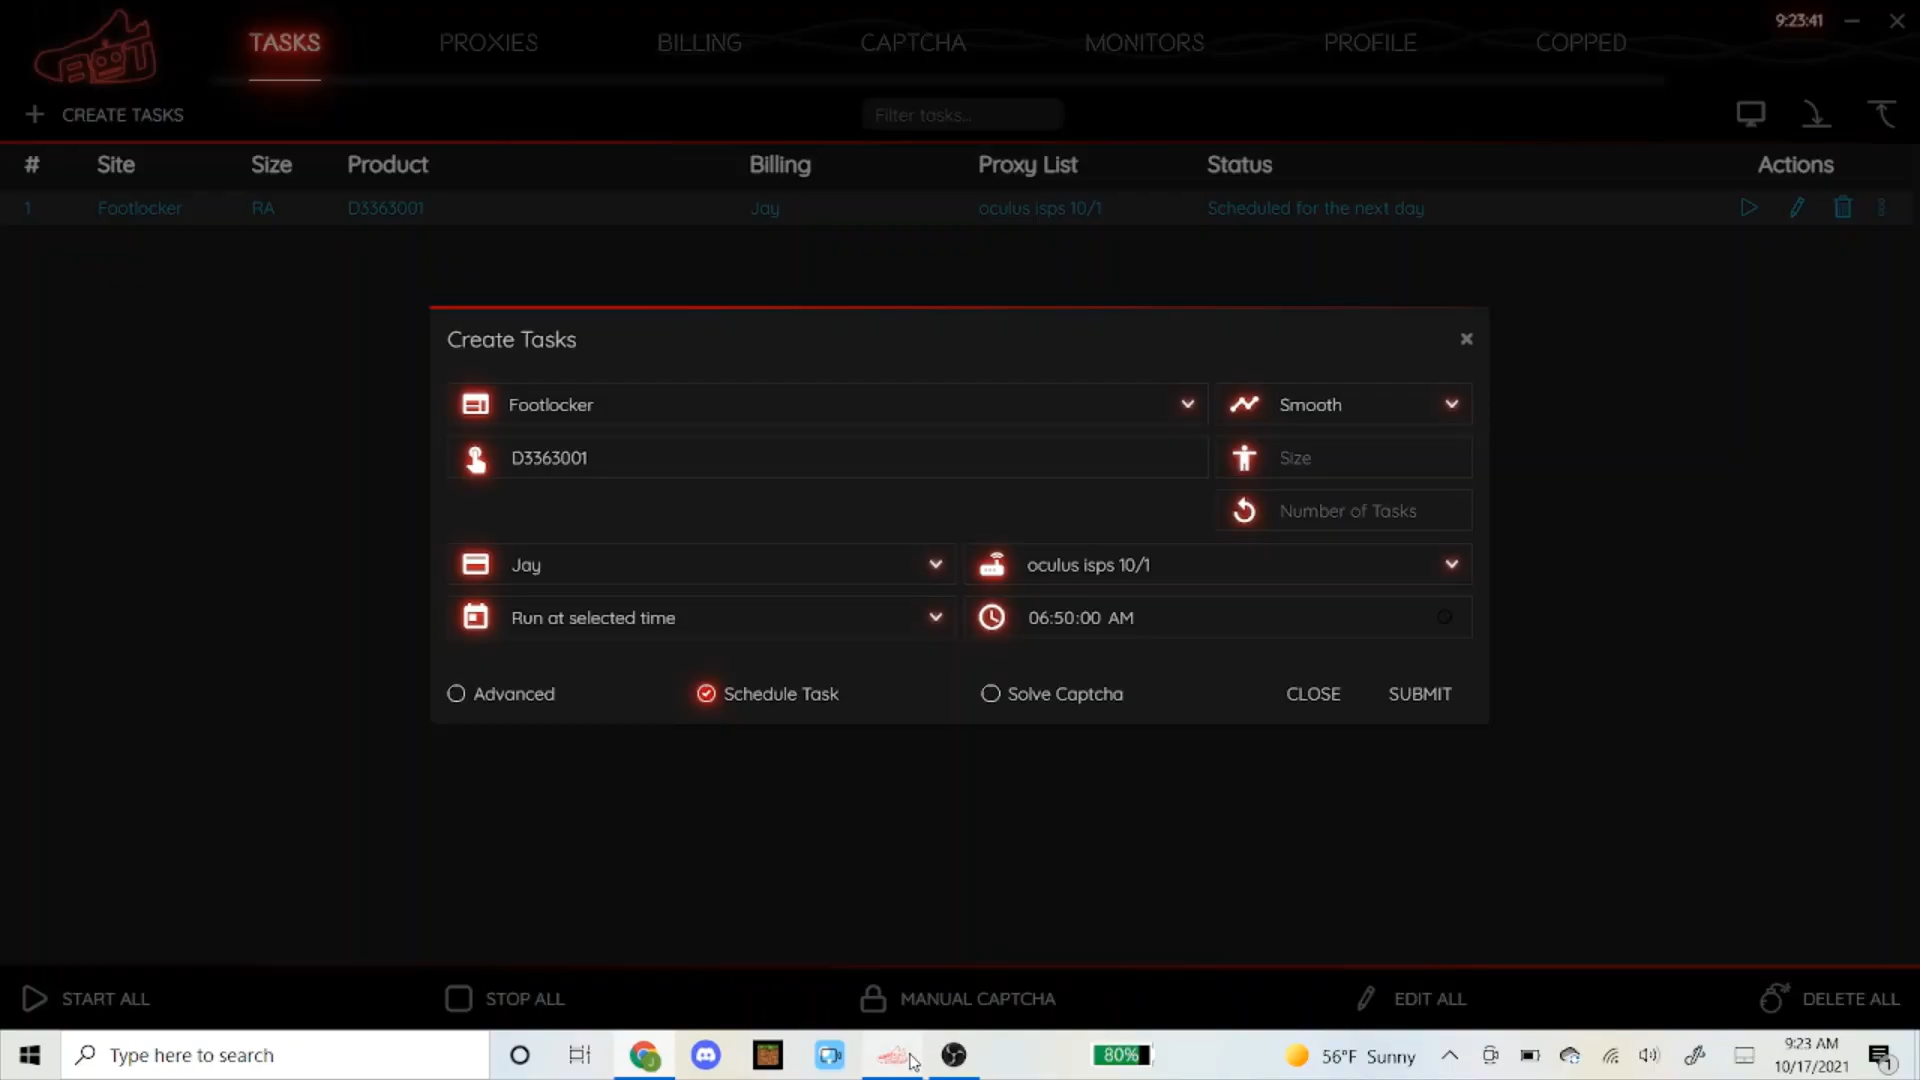 TASKS
PROXIES
BILLING
CAPTCHA
MONITORS
PROFILE
COPPED
9:23:41
CREATE TASKS
Filter tasks...
# Site Size Product Billing Proxy List Status Actions
1 Footlocker RA D3363001 Jay oculus isps 10/1 Scheduled for the next day
Create Tasks
Footlocker
Smooth
D3363001
Size
Number of Tasks
Jay
oculus isps 10/1
Run at selected time
06:50:00 AM
Advanced
Schedule Task
Solve Captcha
CLOSE
SUBMIT
START ALL
STOP ALL
MANUAL CAPTCHA
EDIT ALL
DELETE ALL
Type here to search
80%
56°F Sunny
9:23 AM
10/17/2021
1